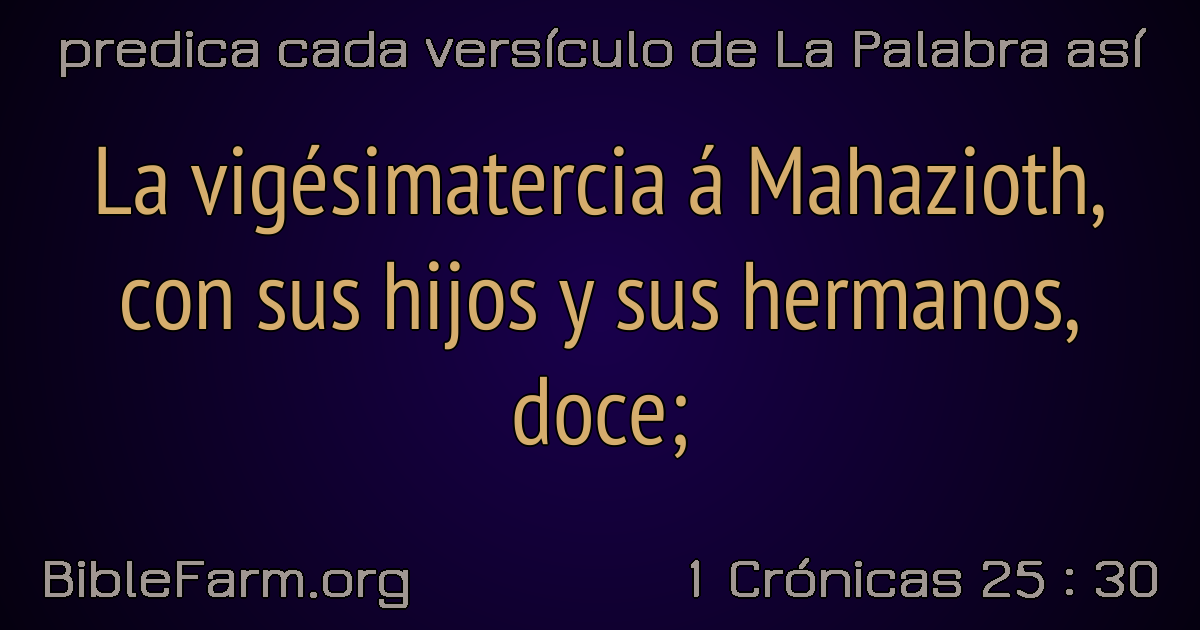 predica cada versículo de La Palabra así
La vigésimatercia á Mahazioth,
con sus hijos y sus hermanos,
doce;
BibleFarm.org
1 Crónicas 25 : 30